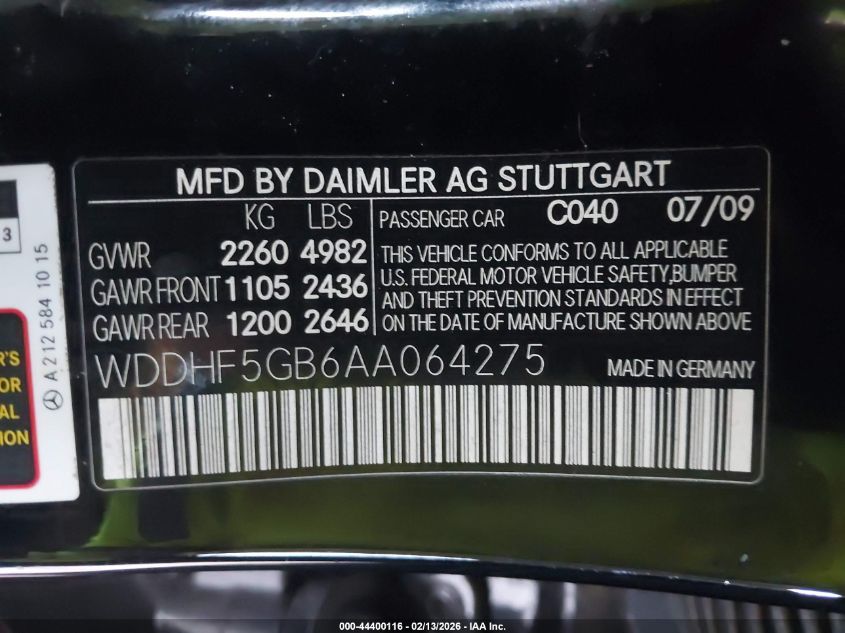 MFD BY DAIMLER AG STUTTGART
KG LBS
GVWR 2260 4982
GAWR FRONT 1105 2436
GAWR REAR 1200 2646
PASSENGER CAR C040 07/09
THIS VEHICLE CONFORMS TO ALL APPLICABLE
U.S. FEDERAL MOTOR VEHICLE SAFETY,BUMPER
AND THEFT PREVENTION STANDARDS IN EFFECT
ON THE DATE OF MANUFACTURE SHOWN ABOVE
WDDHF5GB6AA064275 MADE IN GERMANY
3
A 212 584 10 15
000-44400116 - 02/13/2026 - IAA Inc.